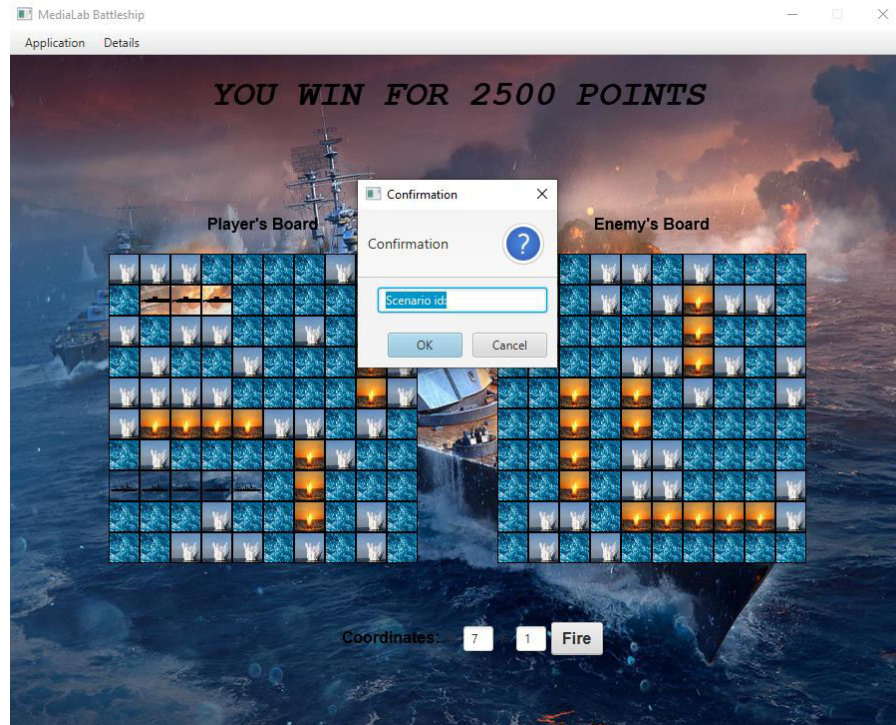 MediaLab Battleship
Application Details
YOU WIN FOR 2500 POINTS
Confirmation
Player's Board
Enemy's Board
Confirmation
?
Scenario id:
OK Cancel
Coordinates: 7 1 Fire